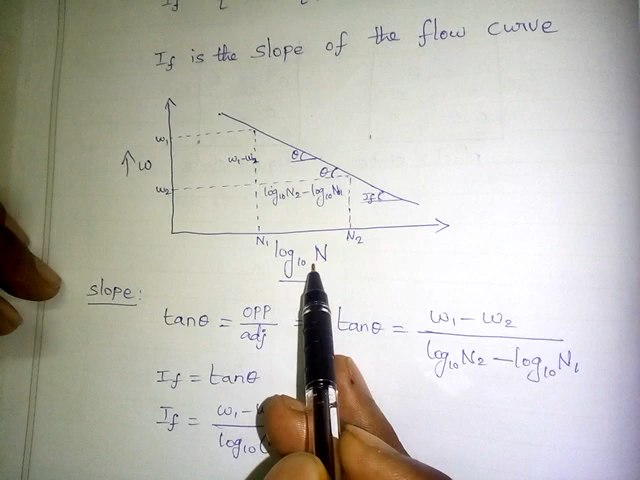 If
If is the slope of the flow curve
w₁
↑ w
w₁-w₂
θ
θ
w₂
log₁₀N₂-log₁₀N₁
If
N₁
N₂
log₁₀ N
slope:
tanθ = opp/adj = tanθ = w₁-w₂/log₁₀N₂-log₁₀N₁
If = tanθ
If = w₁-
log₁₀(